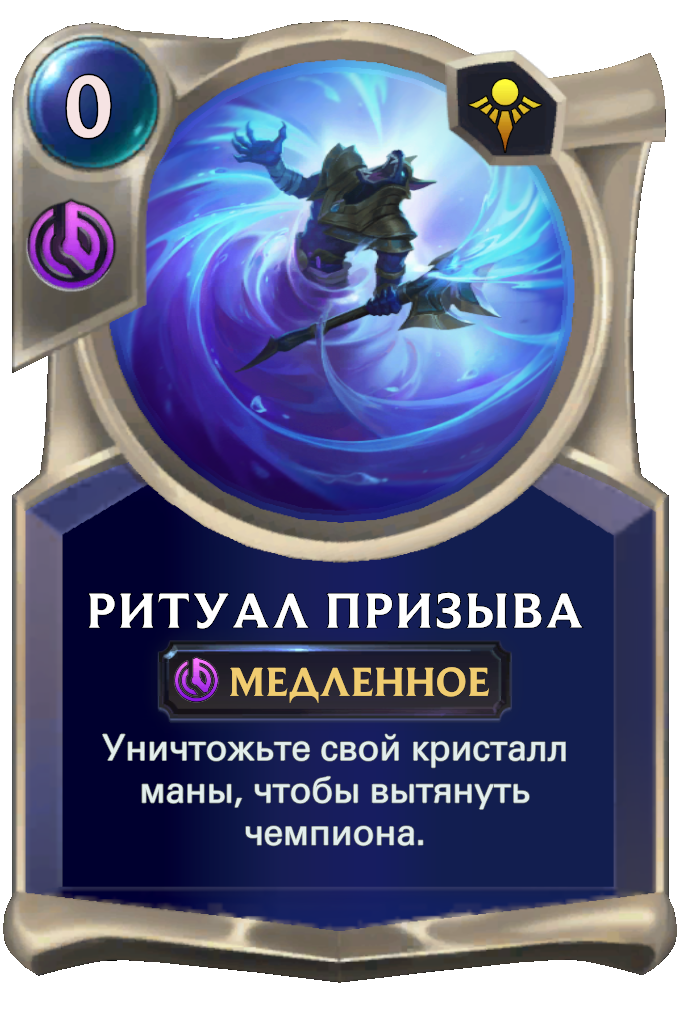 0
РИТУАЛ ПРИЗЫВА
МЕДЛЕННОЕ
Уничтожьте свой кристалл
маны, чтобы вытянуть
чемпиона.